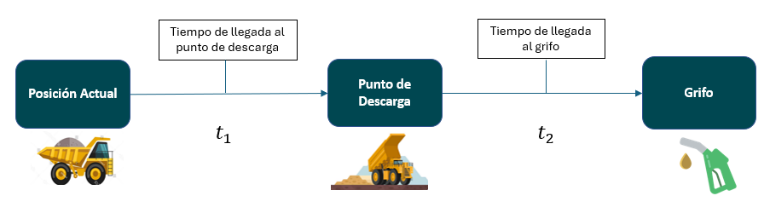 Tiempo de llegada al
punto de descarga
Tiempo de llegada
al grifo
Posición Actual
Punto de
Descarga
Grifo
t₁
t₂